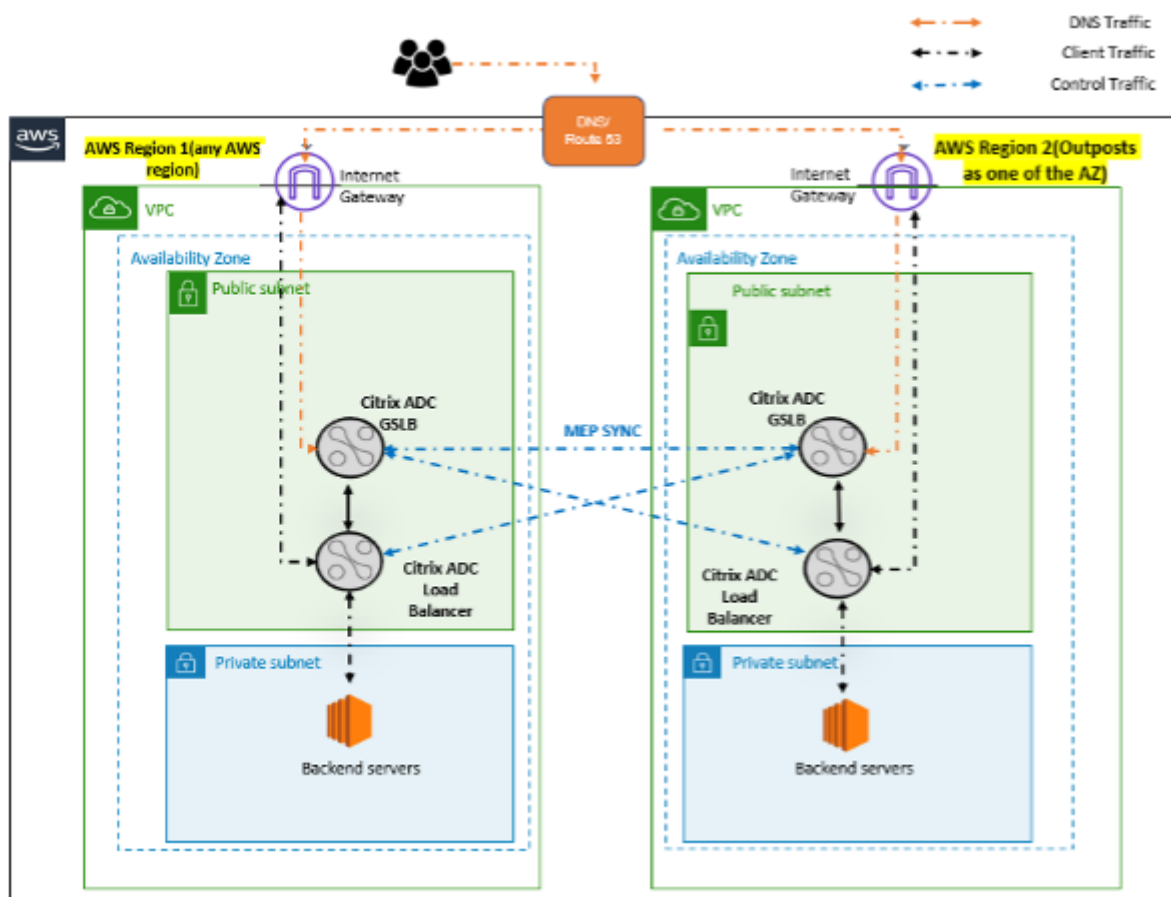 DNS Traffic
Client Traffic
Control Traffic
aws
DNS/
Route 53
AWS Region 1(any AWS
region)
Internet
Gateway
Internet
Gateway
AWS Region 2(Outposts
as one of the AZ)
VPC
VPC
Availability Zone
Availability Zone
Public subnet
Public subnet
Citrix ADC
GSLB
MEP SYNC
Citrix ADC
GSLB
Citrix ADC
Load
Balancer
Citrix ADC
Load
Balancer
Private subnet
Private subnet
Backend servers
Backend servers